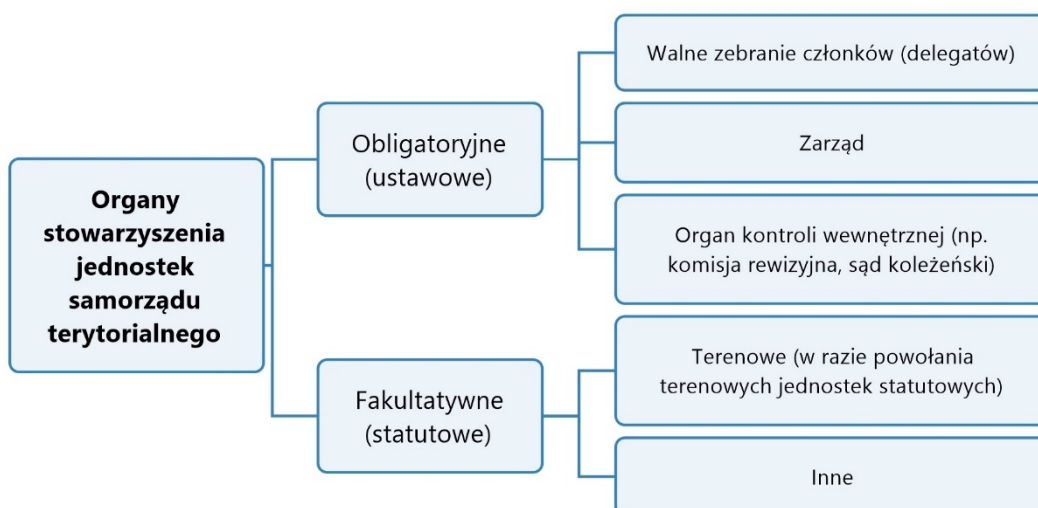 Organy
stowarzyszenia
jednostek
samorządu
terytorialnego
Obligatoryjne
(ustawowe)
Walne zebranie członków (delegatów)
Zarząd
Organ kontroli wewnętrznej (np.
komisja rewizyjna, sąd koleżeński)
Fakultatywne
(statutowe)
Terenowe (w razie powołania
terenowych jednostek statutowych)
Inne